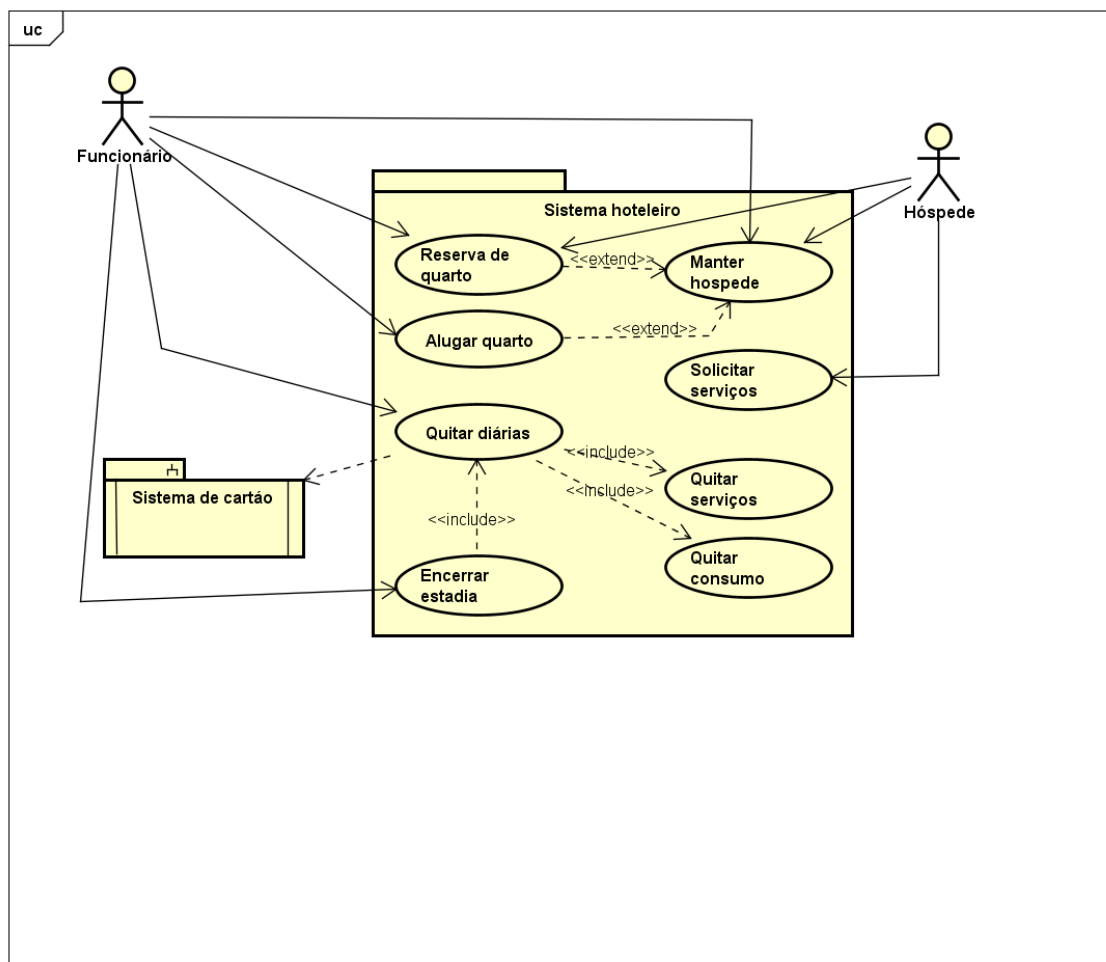 uc
Funcionário
Hóspede
Sistema hoteleiro
Reserva de
quarto
<<extend>>
Manter
hospede
Alugar quarto
<<extend>>
Solicitar
serviços
Quitar diárias
<<include>>
Quitar
serviços
<<include>>
Sistema de cartáo
<<include>>
Quitar
consumo
Encerrar
estadia